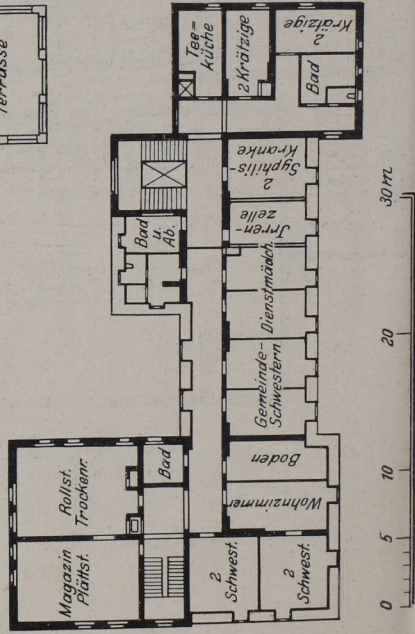 Terrasse
Tee-
küche
2 Krätzige
2
Krätzige
Bad
2
Syphilis-
Kranke
Jrren-
zelle
Bad
u.
Ab.
Dienstmädch.
Gemeinde-
Schwestern
Boden
Wohnzimmer
Rollst.
Trockenr.
Bad
Magazin
Plättst.
2
Schwest.
2
Schwest.
0
5
10
20
30 m.